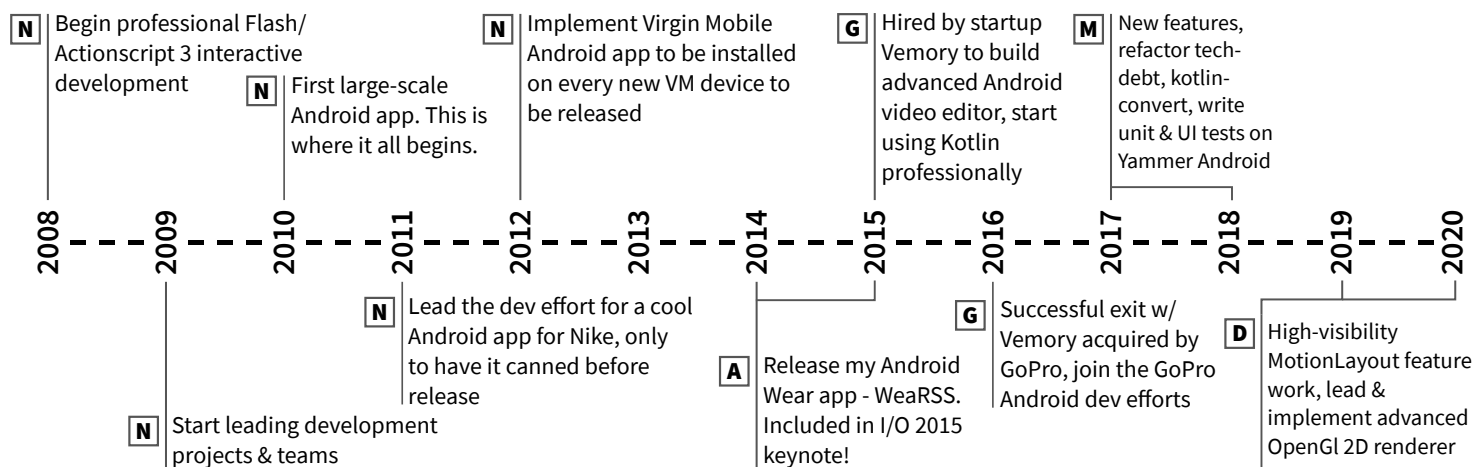 N
Begin professional Flash/
Actionscript 3 interactive
development
N
First large-scale
Android app. This is
where it all begins.
N
Implement Virgin Mobile
Android app to be installed
on every new VM device to
be released
G
Hired by startup
Vemory to build
advanced Android
video editor, start
using Kotlin
professionally
M
New features,
refactor tech-
debt, kotlin-
convert, write
unit & UI tests on
Yammer Android
2008
2009
2010
2011
2012
2013
2014
2015
2016
2017
2018
2019
2020
N
Start leading development
projects & teams
N
Lead the dev effort for a cool
Android app for Nike, only
to have it canned before
release
A
Release my Android
Wear app - WeaRSS.
Included in I/O 2015
keynote!
G
Successful exit w/
Vemory acquired by
GoPro, join the GoPro
Android dev efforts
D
High-visibility
MotionLayout feature
work, lead &
implement advanced
OpenGl 2D renderer